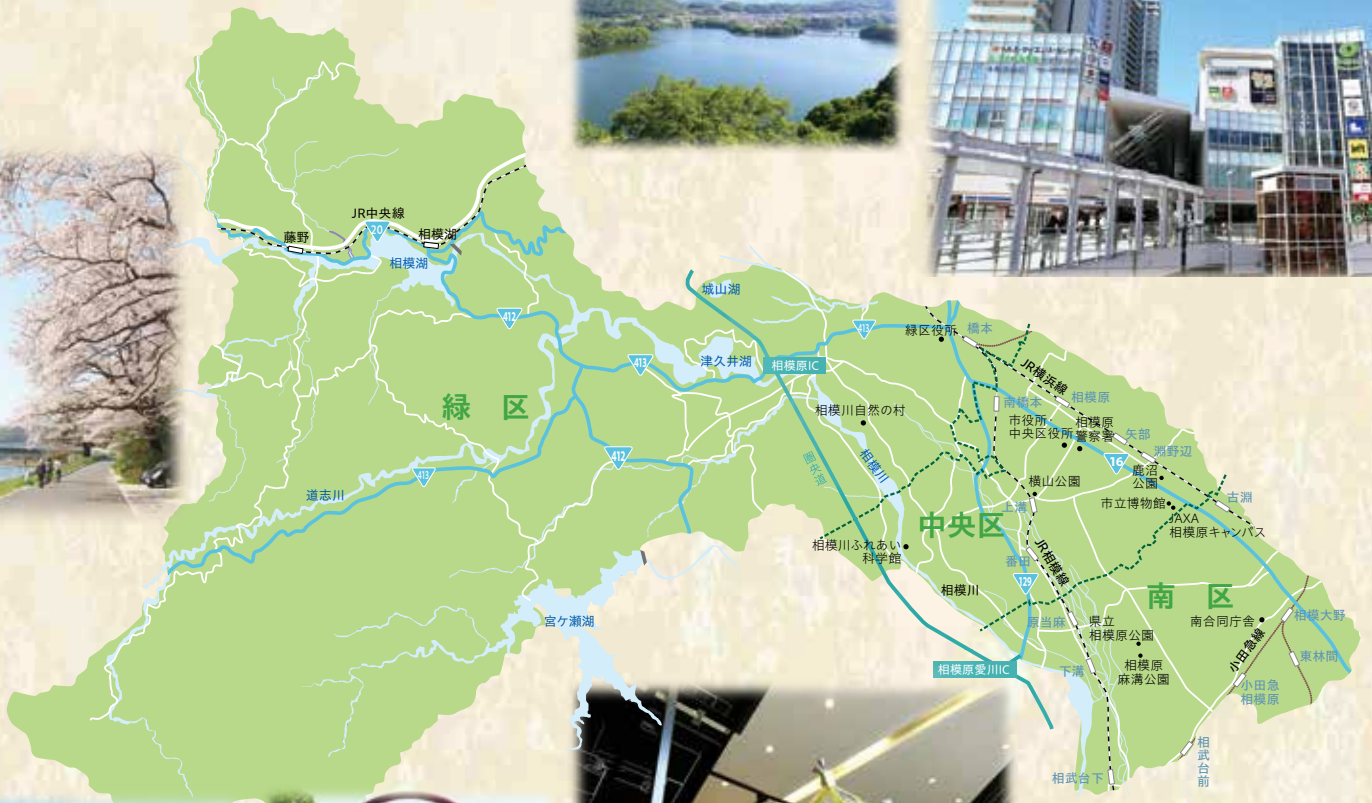 JR中央線
藤野
20
相模湖
相模湖
城山湖
412
413
413
津久井湖
相模原IC
緑区役所
橋本
JR横浜線
相模原
南橋本
緑 区
相模川自然の村
市役所・
中央区役所
相模原
警察署
矢部
淵野辺
16
412
413
圏央道
相模川
鹿沼
公園
道志川
横山公園
上溝
市立博物館
古淵
JAXA
相模原キャンパス
中央区
相模川ふれあい
科学館
番田
JR相模線
129
相模川
南 区
宮ケ瀬湖
原当麻
県立
相模原公園
南合同庁舎
相模大野
小田急線
東林間
相模原愛川IC
下溝
相模原
麻溝公園
小田急
相模原
相武台前
相武台下